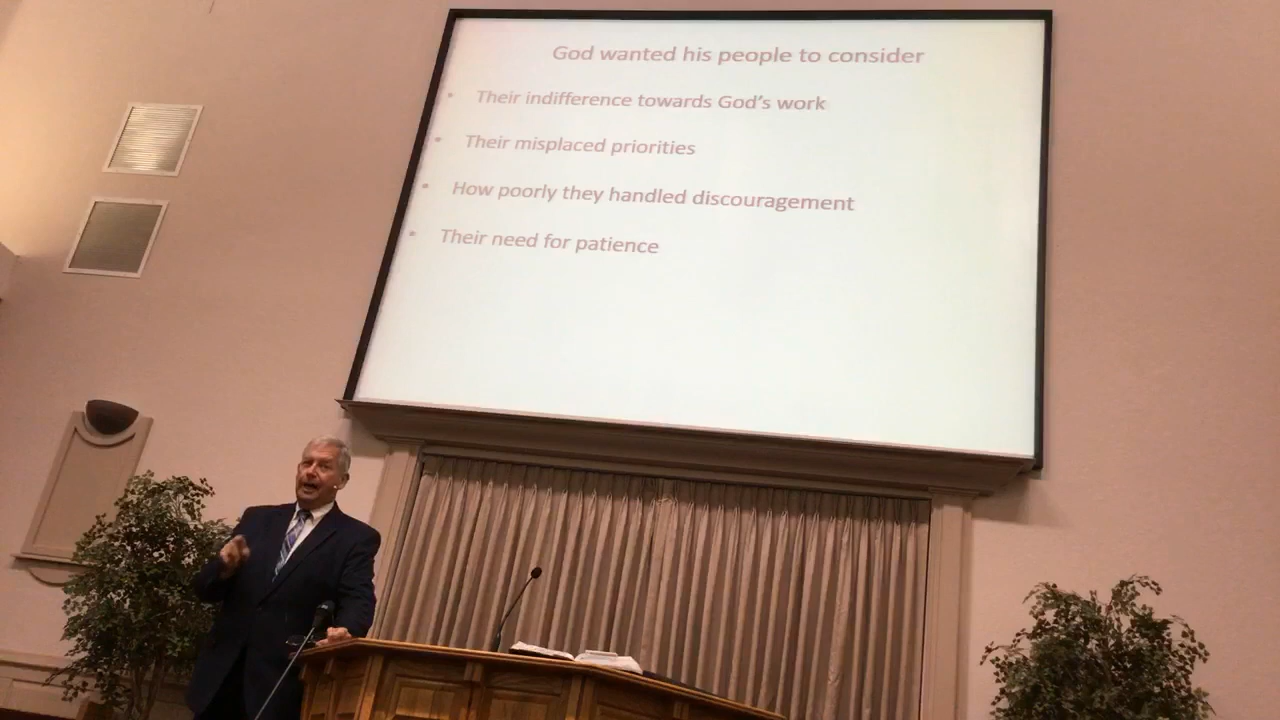 God wanted his people to consider
• Their indifference towards God's work
• Their misplaced priorities
• How poorly they handled discouragement
• Their need for patience